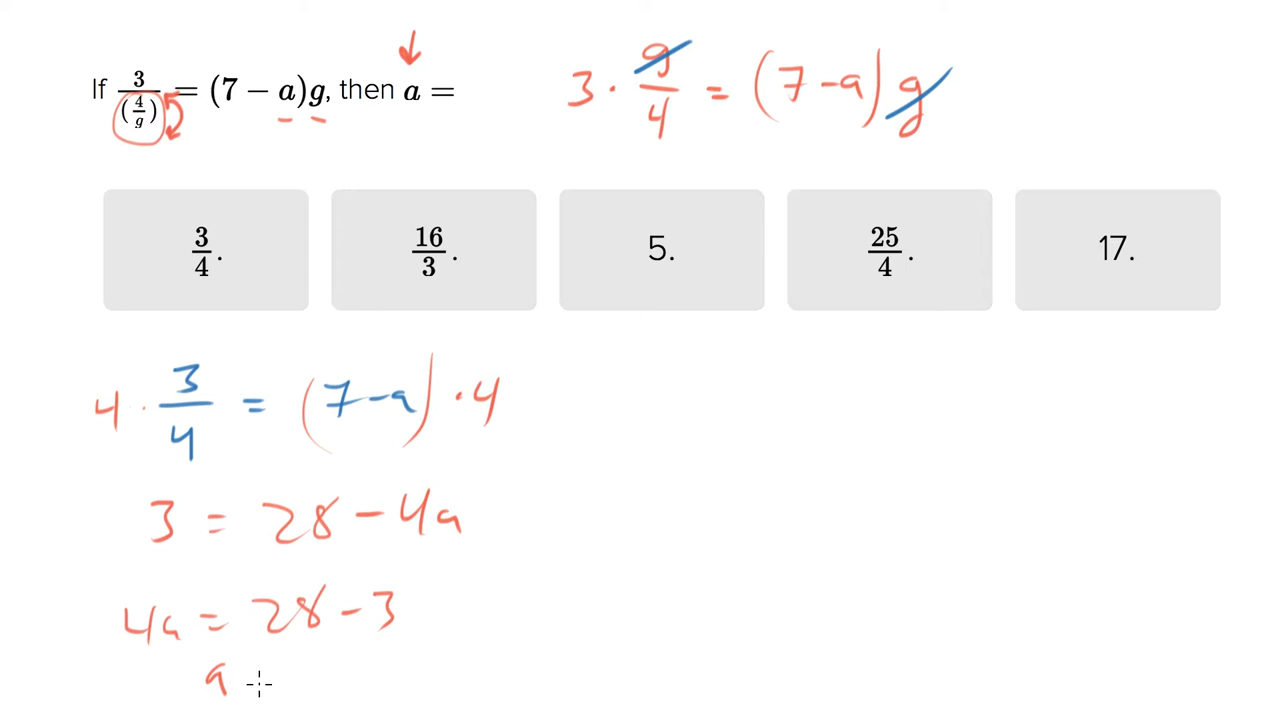 If 3/(4/g) = (7 − a)g, then a =
3 · g/4 = (7 − a) g
3/4.
16/3.
5.
25/4.
17.
4 · 3/4 = (7 − a) · 4
3 = 28 − 4a
4a = 28 − 3
a